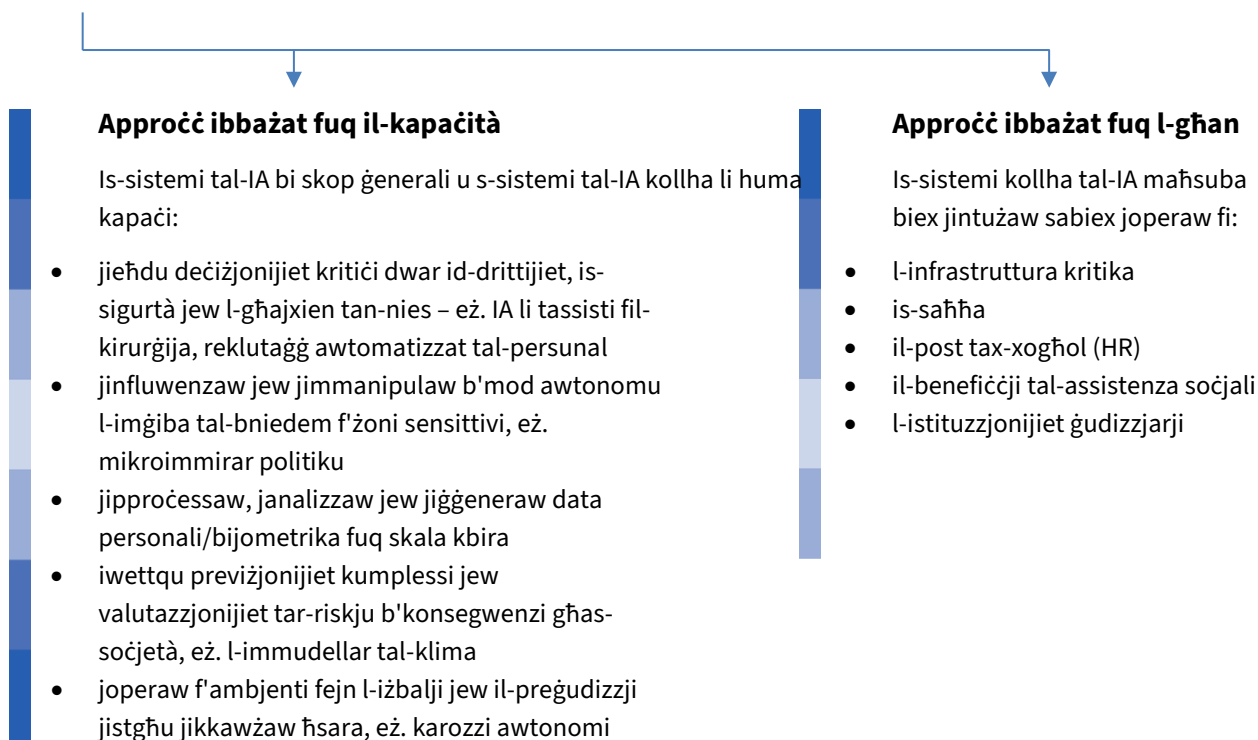 Approċċ ibbażat fuq il-kapaċità
Is-sistemi tal-IA bi skop ġenerali u s-sistemi tal-IA kollha li huma
kapaċi:
• jieħdu deċiżjonijiet kritiċi dwar id-drittijiet, is-
sigurtà jew l-għajxien tan-nies – eż. IA li tassisti fil-
kirurġija, reklutaġġ awtomatizzat tal-persunal
• jinfluwenzaw jew jimmanipulaw b'mod awtonomu
l-imġiba tal-bniedem f'żoni sensittivi, eż.
mikroimmirar politiku
• jipproċessaw, janalizzaw jew jiġġeneraw data
personali/bijometrika fuq skala kbira
• iwettqu previżjonijiet kumplessi jew
valutazzjonijiet tar-riskju b'konsegwenzi għas-
soċjetà, eż. l-immudellar tal-klima
• joperaw f'ambjenti fejn l-iżbalji jew il-preġudizzji
jistgħu jikkawżaw ħsara, eż. karozzi awtonomi
Approċċ ibbażat fuq l-għan
Is-sistemi kollha tal-IA maħsuba
biex jintużaw sabiex joperaw fi:
• l-infrastruttura kritika
• is-saħħa
• il-post tax-xogħol (HR)
• il-benefiċċji tal-assistenza soċjali
• l-istituzzjonijiet ġudizzjarji